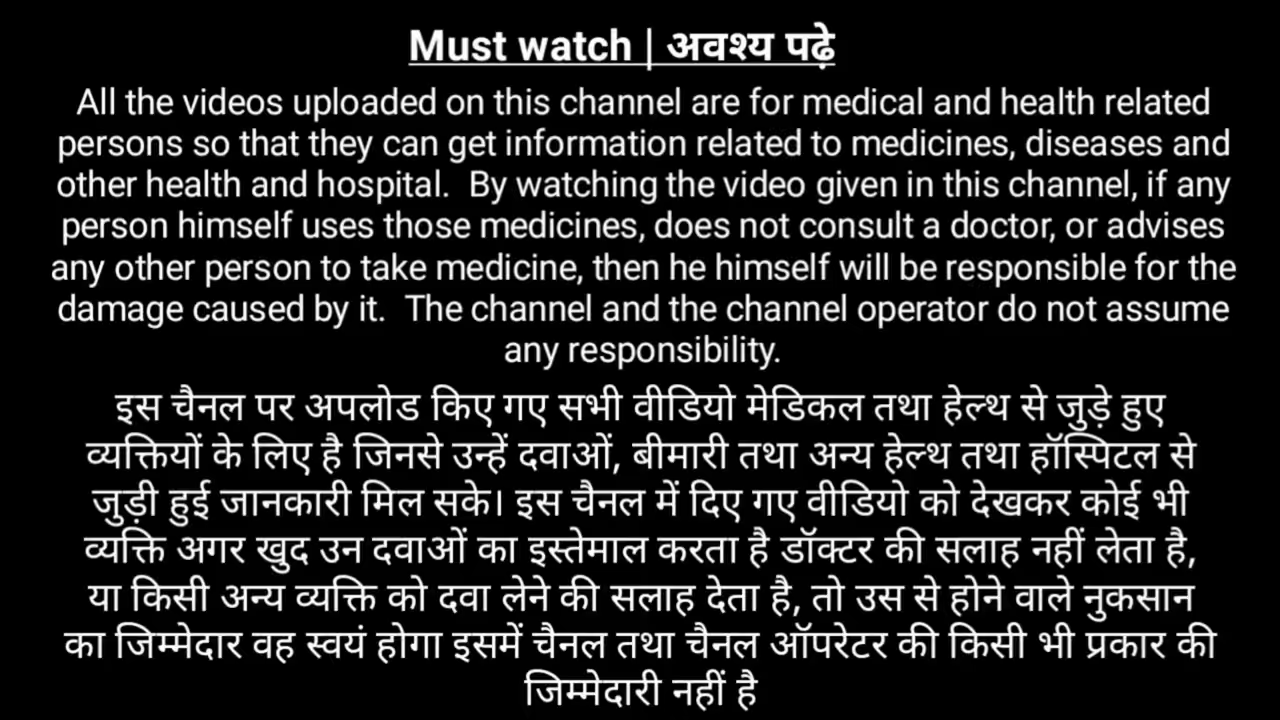 Must watch | अवश्य पढ़े
All the videos uploaded on this channel are for medical and health related
persons so that they can get information related to medicines, diseases and
other health and hospital.  By watching the video given in this channel, if any
person himself uses those medicines, does not consult a doctor, or advises
any other person to take medicine, then he himself will be responsible for the
damage caused by it.  The channel and the channel operator do not assume
any responsibility.
इस चैनल पर अपलोड किए गए सभी वीडियो मेडिकल तथा हेल्थ से जुड़े हुए
व्यक्तियों के लिए है जिनसे उन्हें दवाओं, बीमारी तथा अन्य हेल्थ तथा हॉस्पिटल से
जुड़ी हुई जानकारी मिल सके। इस चैनल में दिए गए वीडियो को देखकर कोई भी
व्यक्ति अगर खुद उन दवाओं का इस्तेमाल करता है डॉक्टर की सलाह नहीं लेता है,
या किसी अन्य व्यक्ति को दवा लेने की सलाह देता है, तो उस से होने वाले नुकसान
का जिम्मेदार वह स्वयं होगा इसमें चैनल तथा चैनल ऑपरेटर की किसी भी प्रकार की
जिम्मेदारी नहीं है